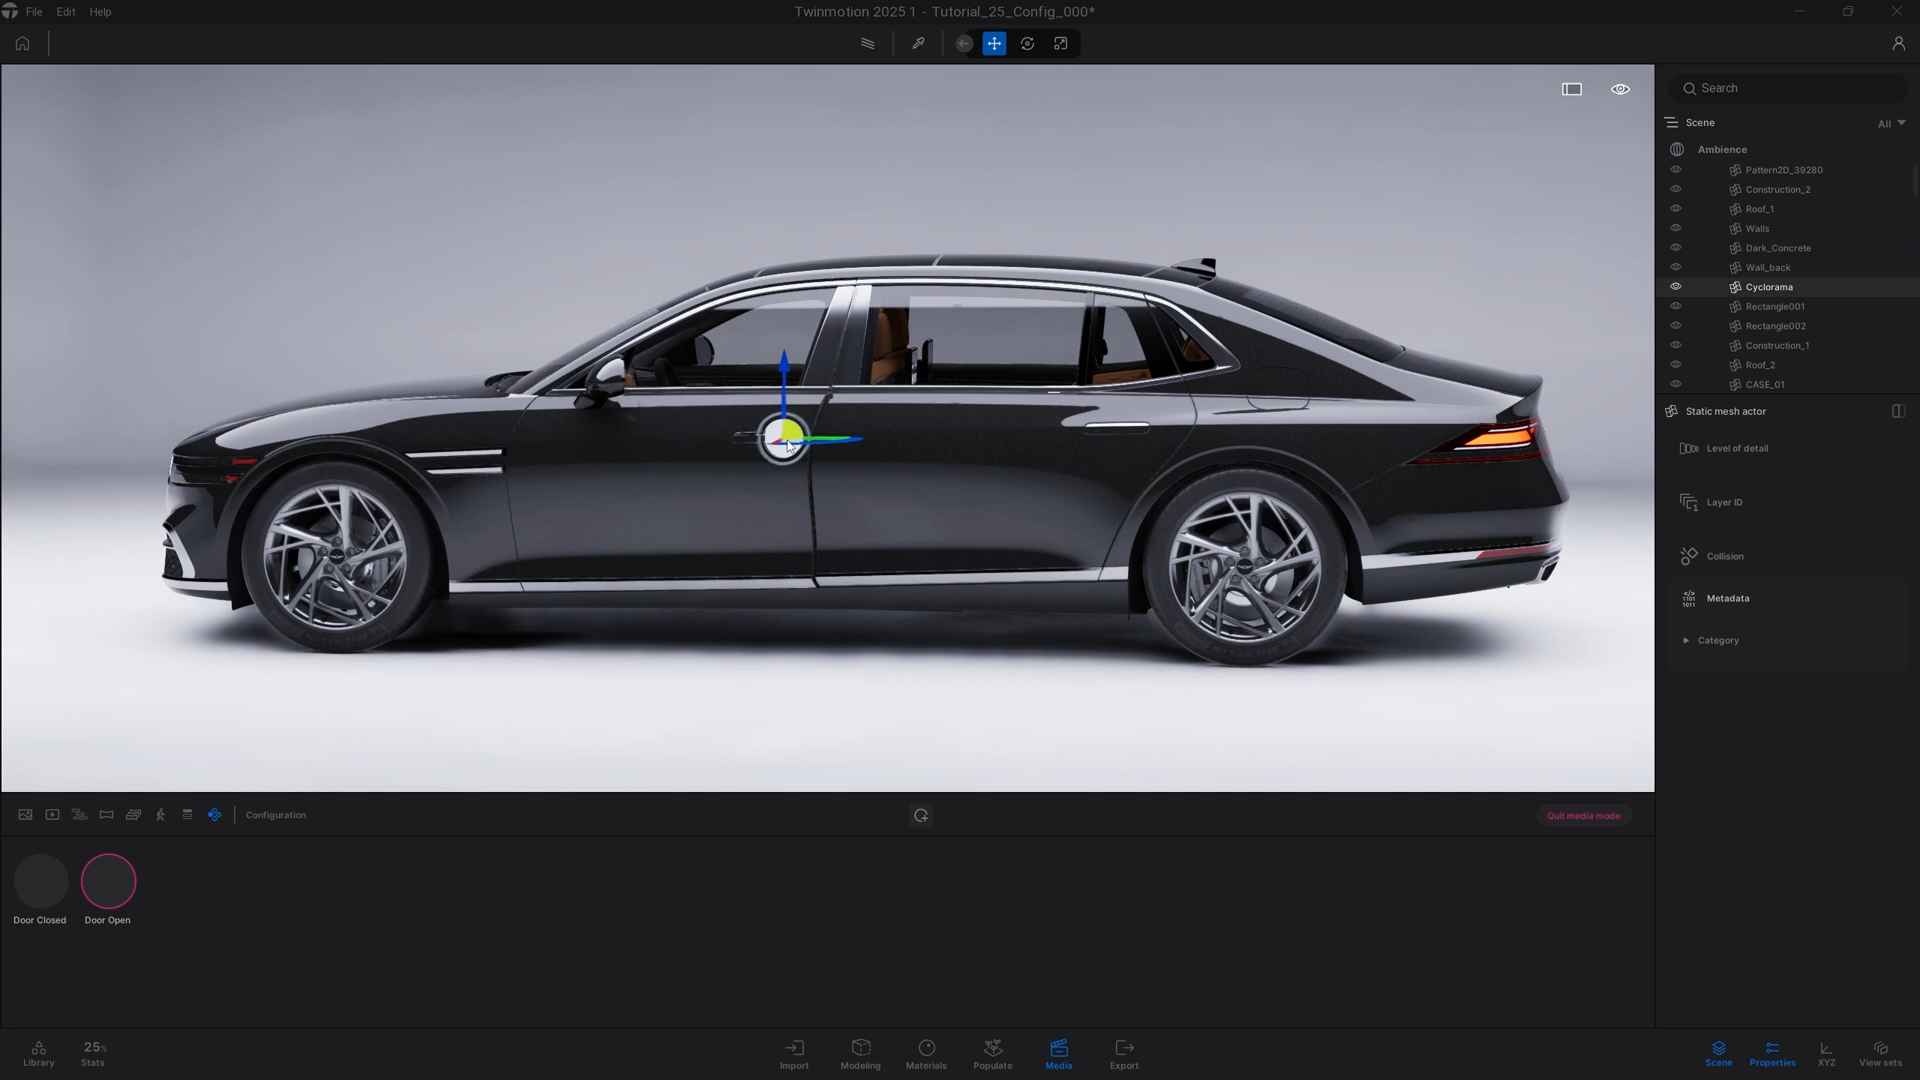 File Edit Help
Twinmotion 2025.1 - Tutorial_25_Config_000*
Search
Scene
All
Ambience
Pattern2D_39280
Construction_2
Roof_1
Walls
Dark_Concrete
Wall_back
Cyclorama
Rectangle001
Rectangle002
Construction_1
Roof_2
CASE_01
Static mesh actor
Level of detail
Layer ID
Collision
Metadata
Category
Configuration
Quit media mode
Door Closed
Door Open
Library
25%
Stats
Import
Modeling
Materials
Populate
Media
Export
Scene
Properties
XYZ
View sets